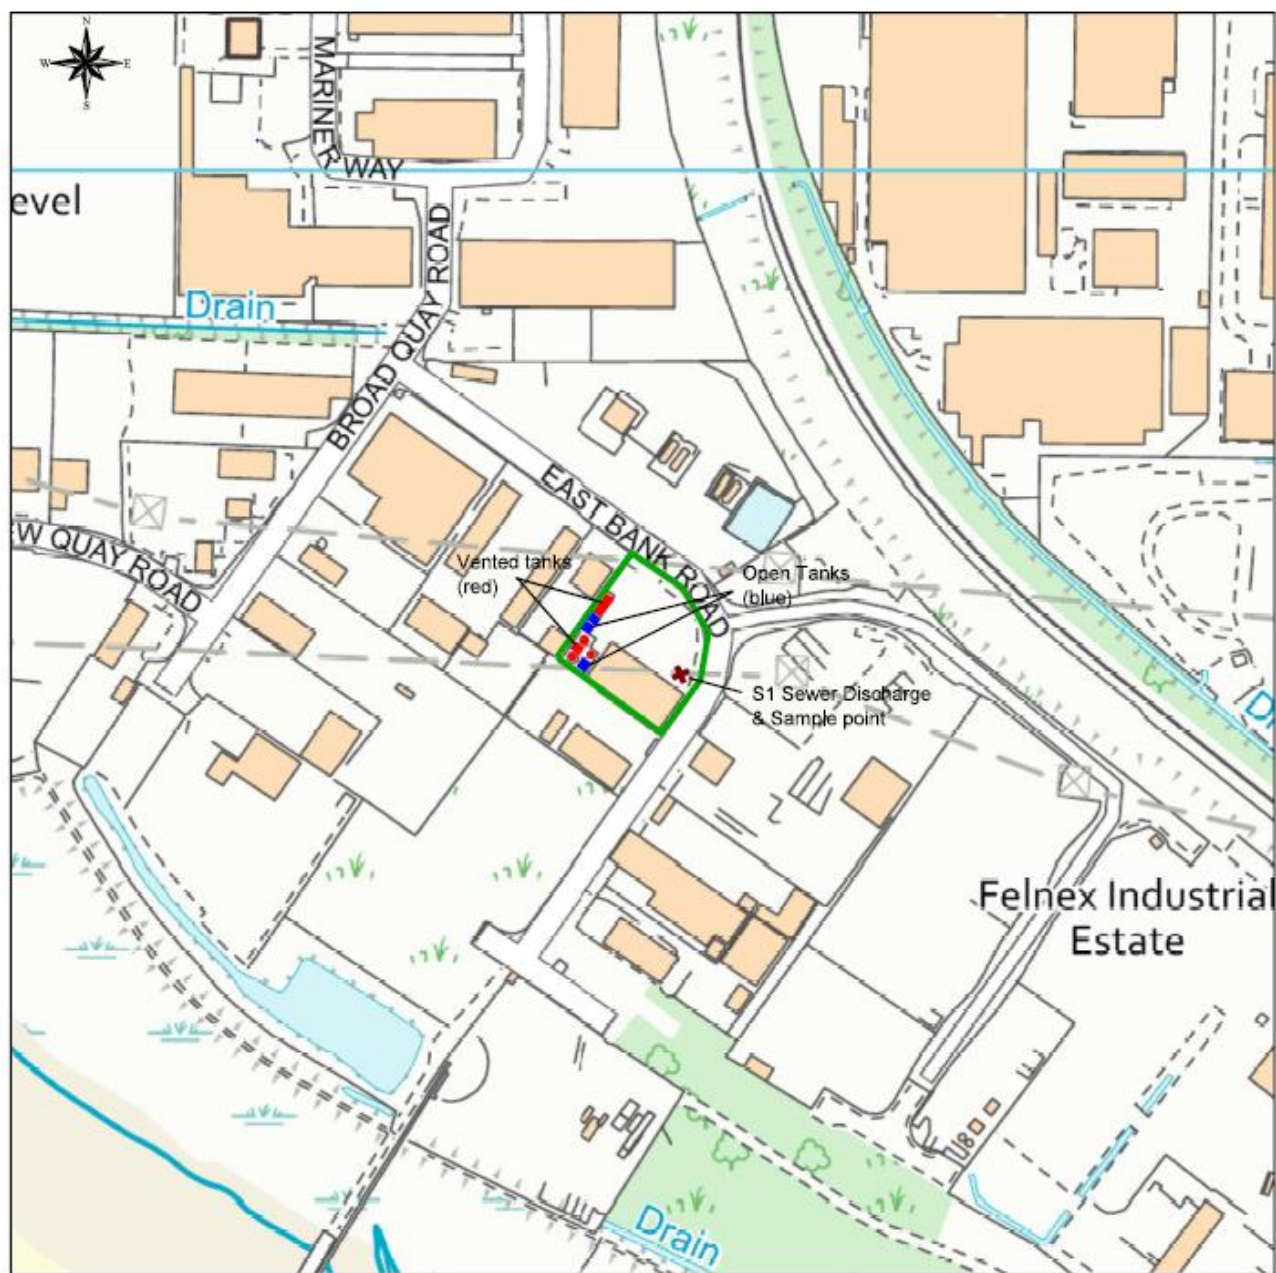 N
W E
S
MARINER WAY
evel
BROAD QUAY ROAD
Drain
EAST BANK ROAD
W QUAY ROAD
Vented tanks
(red)
Open Tanks
(blue)
S1 Sewer Discharge
& Sample point
Felnex Industrial
Estate
Drain